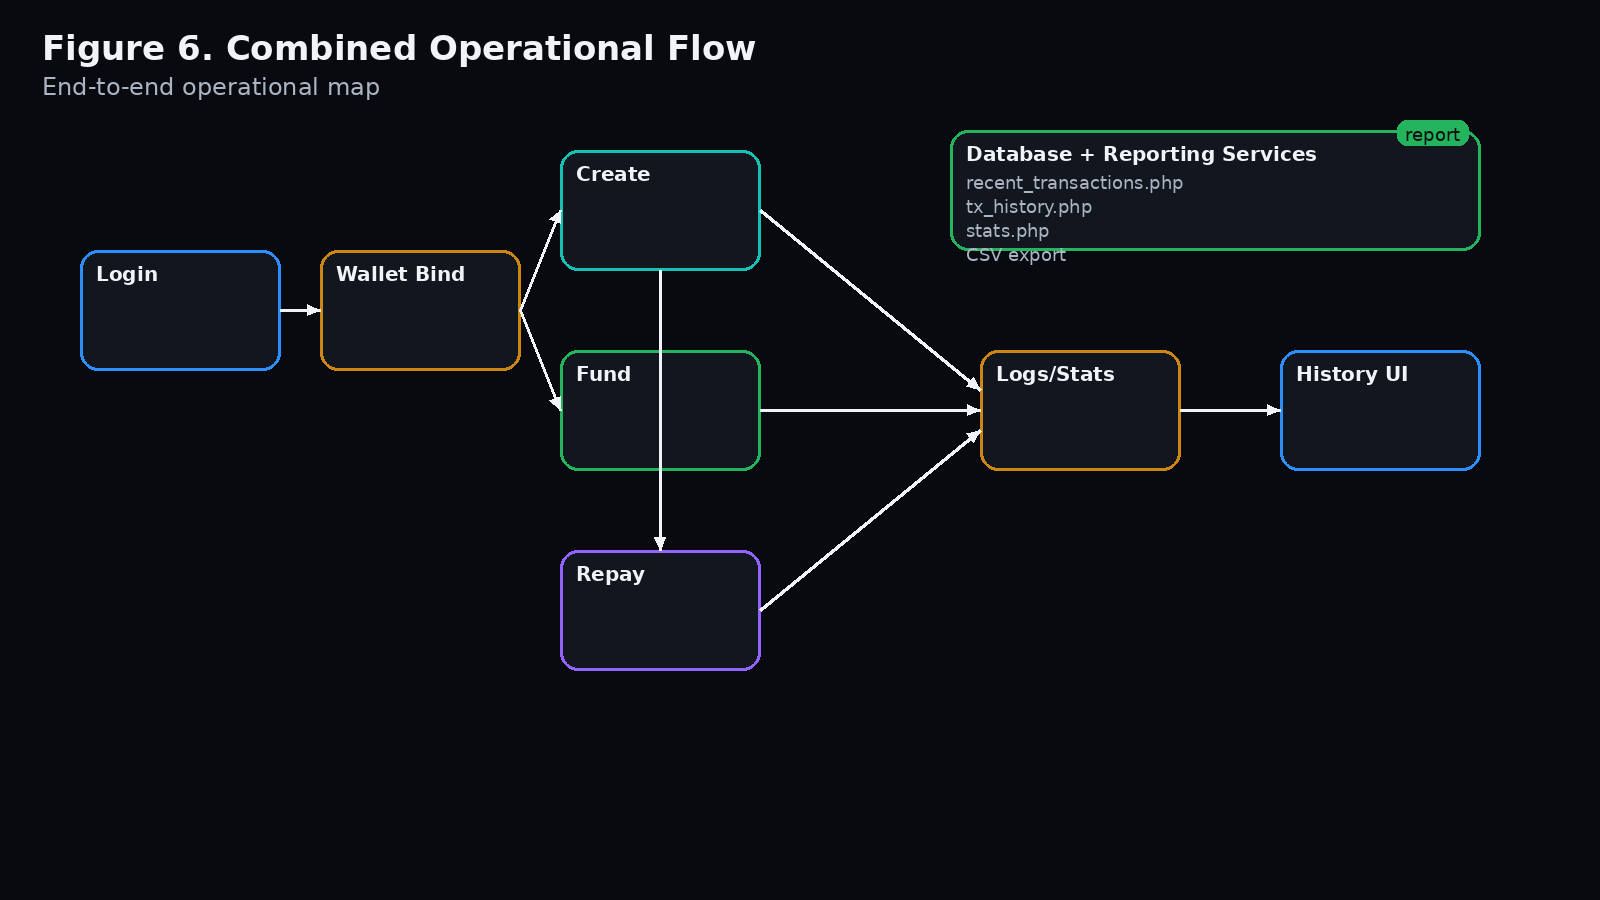 Figure 6. Combined Operational Flow
End-to-end operational map
report
Database + Reporting Services
recent_transactions.php
tx_history.php
stats.php
CSV export
Create
Login
Wallet Bind
Fund
Logs/Stats
History UI
Repay